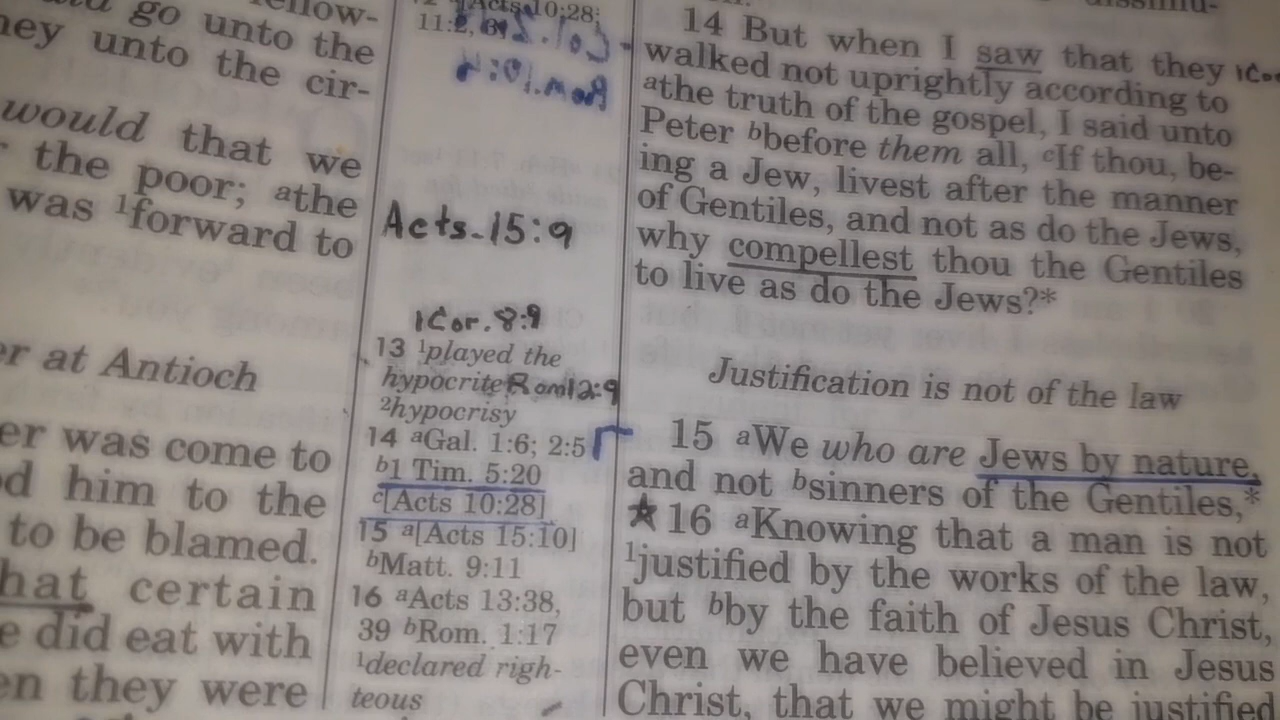 go unto the
unto the cir-
would that we
the poor; ᵃthe
was ¹forward to
at Antioch
was come to
him to the
to be blamed.
certain
did eat with
they were
Acts 10:28;
Acts-15:9
1Cor. 8:9
13 ¹played the
hypocrite Rom12:9
²hypocrisy
14 ᵃGal. 1:6; 2:5
ᵇ1 Tim. 5:20
ᶜ[Acts 10:28]
15 ᵃ[Acts 15:10]
ᵇMatt. 9:11
16 ᵃActs 13:38,
39 ᵇRom. 1:17
¹declared righ-
teous
14 But when I saw that they
walked not uprightly according to
ᵃthe truth of the gospel, I said unto
Peter ᵇbefore them all, ᶜIf thou, be-
ing a Jew, livest after the manner
of Gentiles, and not as do the Jews,
why compellest thou the Gentiles
to live as do the Jews?*
Justification is not of the law
15 ᵃWe who are Jews by nature,
and not ᵇsinners of the Gentiles,*
★16 ᵃKnowing that a man is not
¹justified by the works of the law,
but ᵇby the faith of Jesus Christ,
even we have believed in Jesus
Christ, that we might be justified